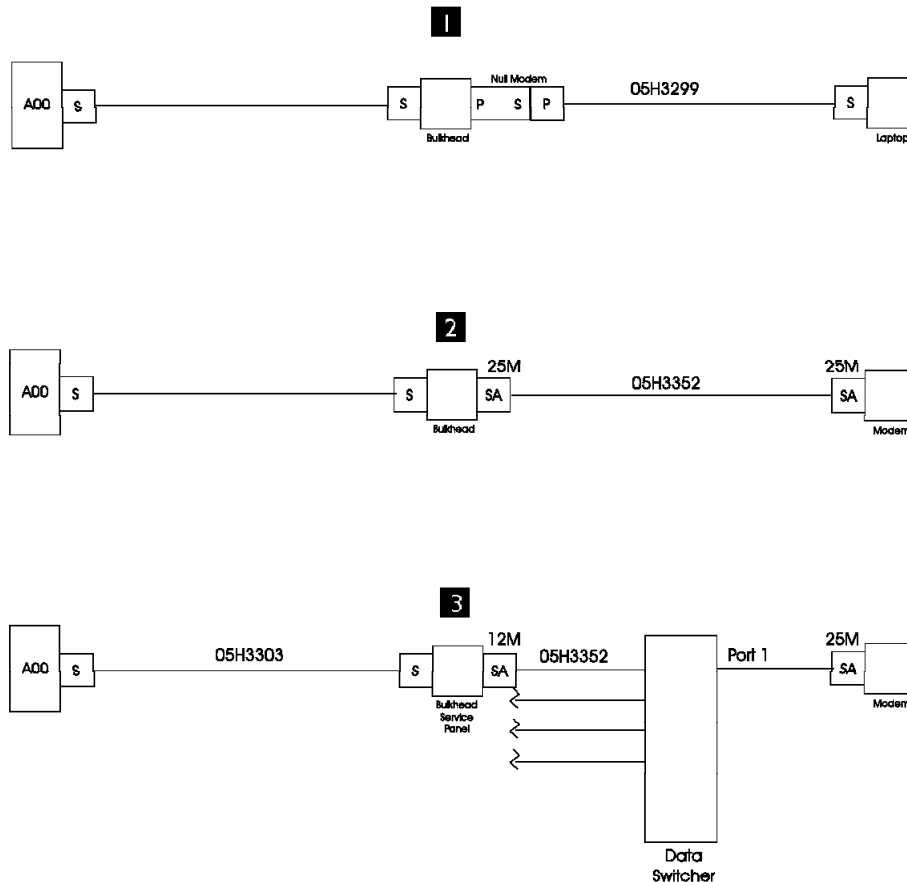 1
A00 S S Bulkhead P Null Modem S P 05H3299 S Laptop
2
A00 S S Bulkhead 25M SA 05H3352 25M SA Modem
3
A00 S 05H3303 S Bulkhead
Service
Panel
12M SA 05H3352 Port 1 25M SA Modem
Data
Switcher